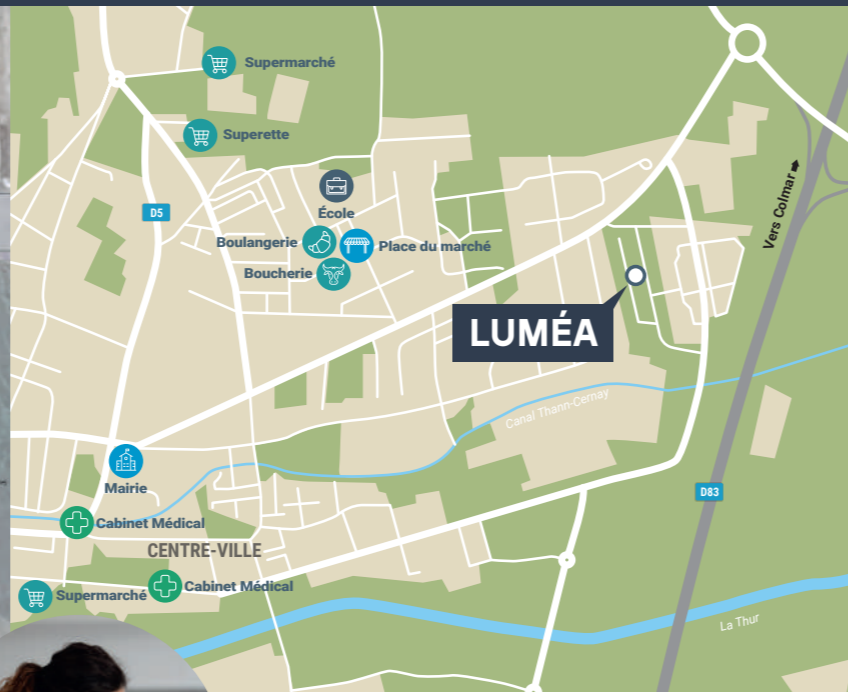 Supermarché
Superette
École
D5
Boulangerie
Place du marché
Boucherie
Vers Colmar
LUMÉA
Canal Thann-Cernay
Mairie
D83
Cabinet Médical
CENTRE-VILLE
Cabinet Médical
Supermarché
La Thur